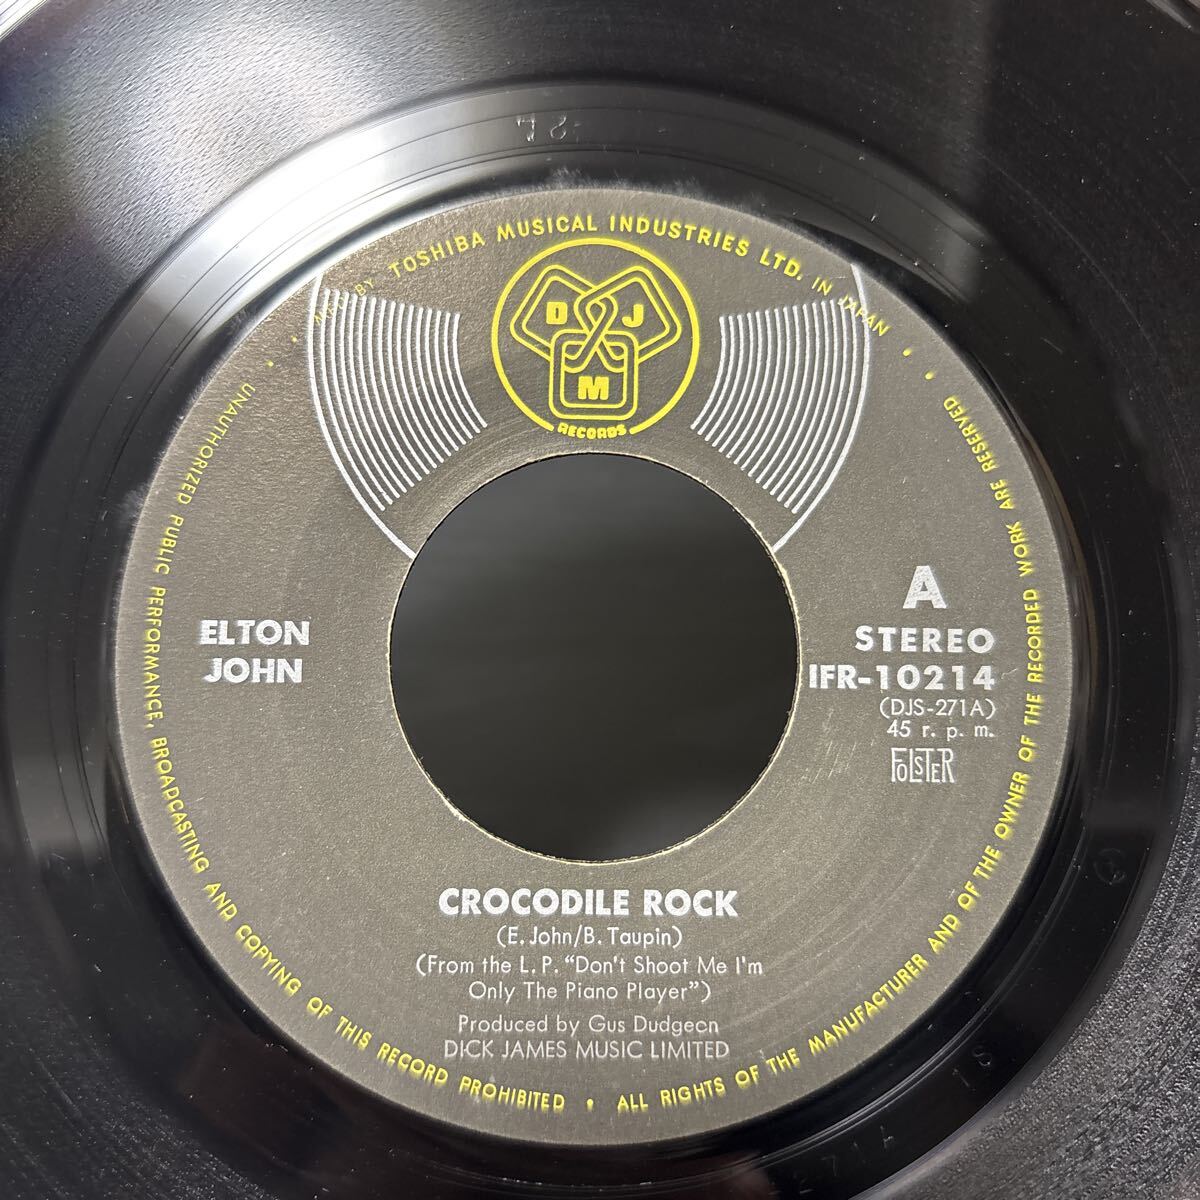 MFD. BY TOSHIBA MUSICAL INDUSTRIES LTD. IN JAPAN
D J
M
RECORDS
ELTON
JOHN
A
STEREO
IFR-10214
(DJS-271A)
45 r. p. m.
FOLSTER
CROCODILE ROCK
(E. John/B. Taupin)
(From the L. P. “Don't Shoot Me I'm
Only The Piano Player”)
Produced by Gus Dudgeon
DICK JAMES MUSIC LIMITED
• UNAUTHORIZED PUBLIC PERFORMANCE, BROADCASTING AND COPYING OF THIS RECORD PROHIBITED • ALL RIGHTS OF THE MANUFACTURER AND OF THE OWNER OF THE RECORDED WORK ARE RESERVED •